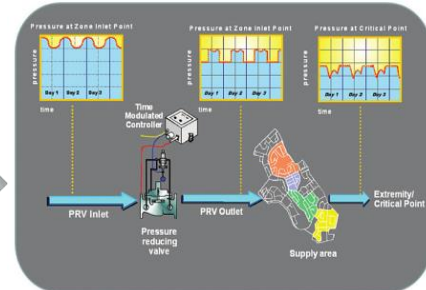 Pressure at Zone Inlet Point
pressure
Day 1 Day 2 Day 3
time
Pressure at Zone Inlet Point
pressure
Day 1 Day 2 Day 3
time
Pressure at Critical Point
pressure
Day 1 Day 2 Day 3
time
Time
Modulated
Controller
PRV Inlet
Pressure
reducing
valve
PRV Outlet
Supply area
Extremity/
Critical Point